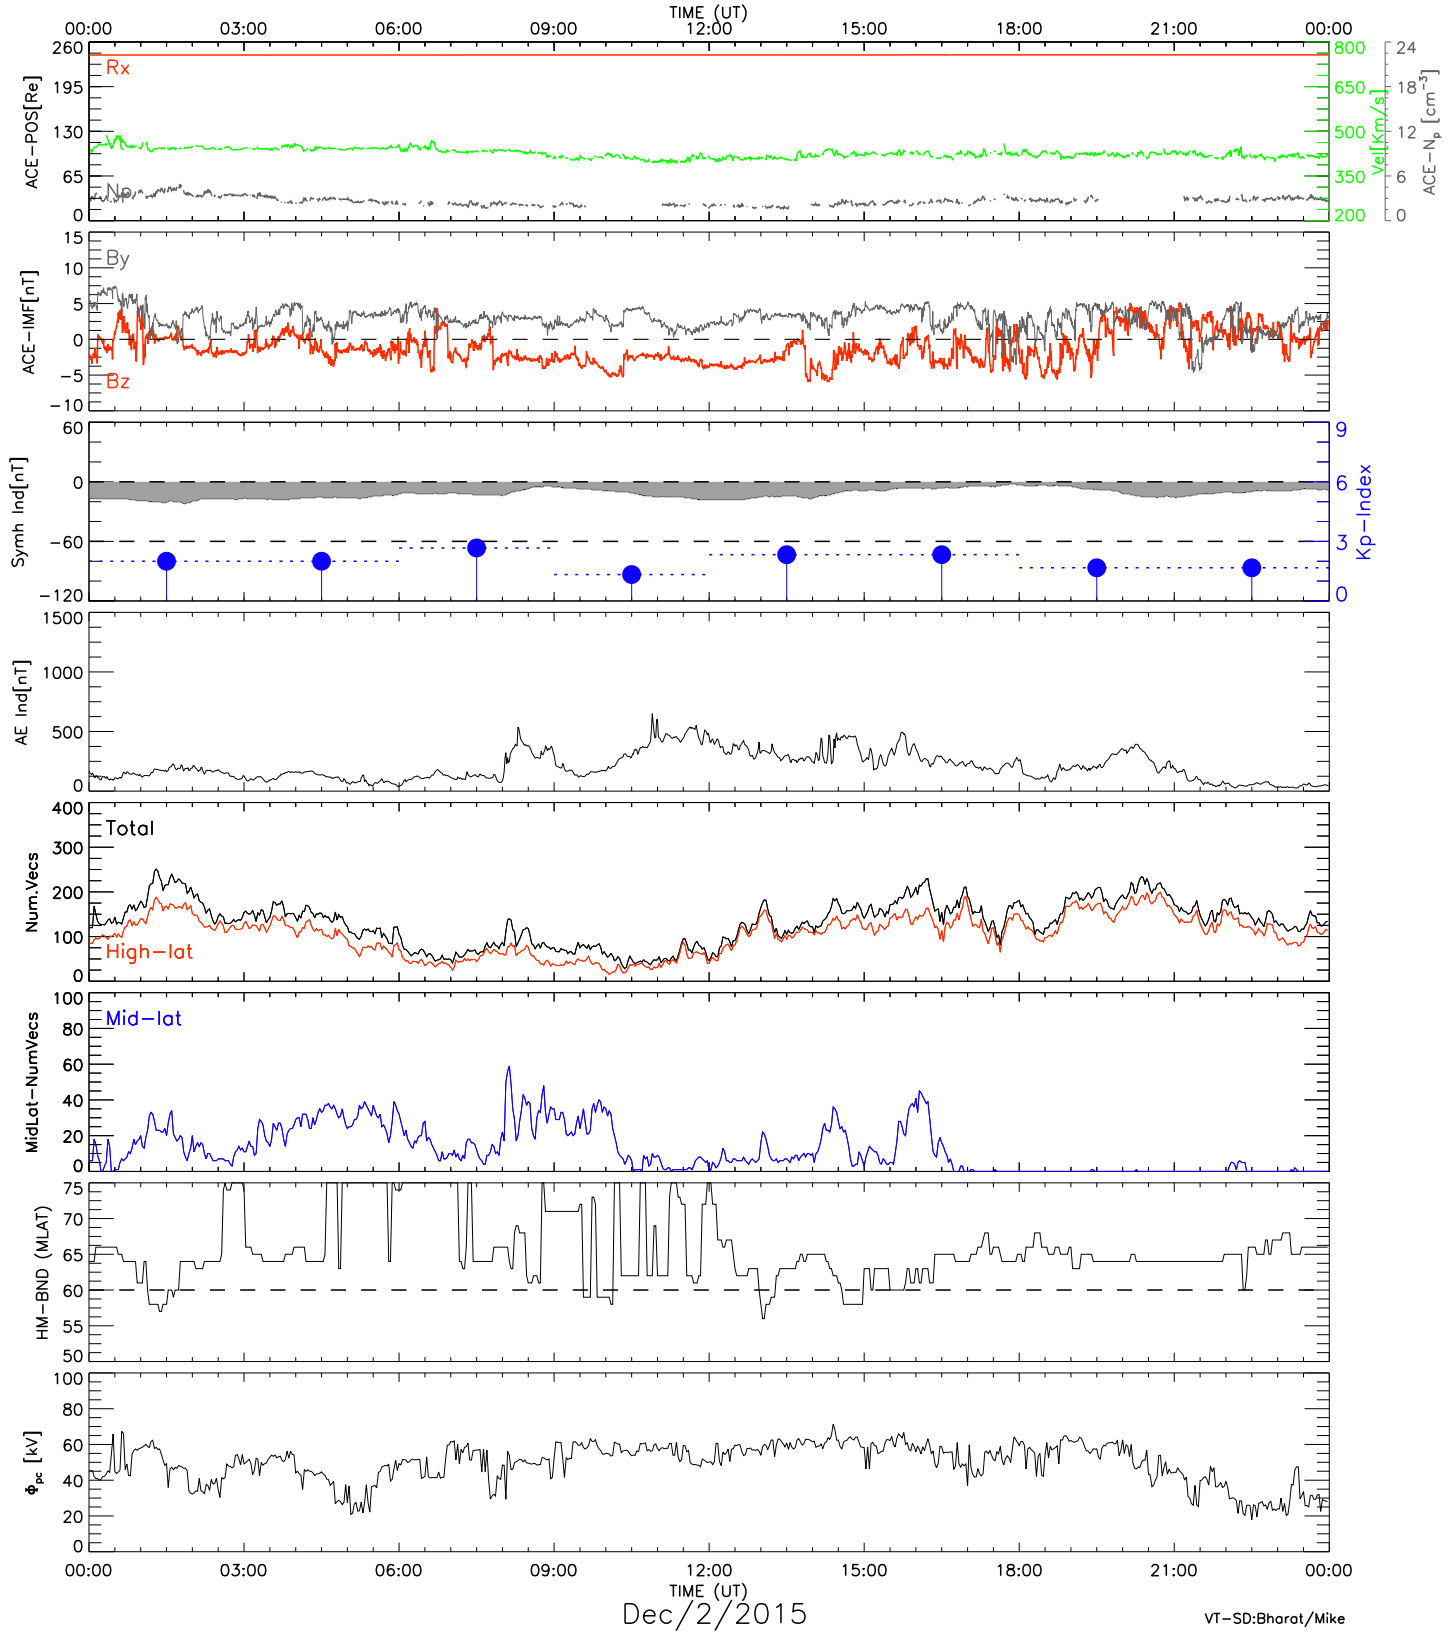 TIME (UT)
00:00 03:00 06:00 09:00 12:00 15:00 18:00 21:00 00:00
260 195 130 65 0
ACE-POS[Re]
Rx
V
Np
800 650 500 350 200
Vel[Km/s]
24 18 12 6 0
ACE-Np [cm-3]
15 10 5 0 -5 -10
ACE-IMF[nT]
By
Bz
60 0 -60 -120
Symh Ind[nT]
9 6 3 0
Kp-Index
1500 1000 500 0
AE Ind[nT]
400 300 200 100 0
Num.Vecs
Total
High-lat
100 80 60 40 20 0
MidLat-NumVecs
Mid-lat
75 70 65 60 55 50
HM-BND (MLAT)
100 80 60 40 20 0
Φpc [kV]
00:00 03:00 06:00 09:00 12:00 15:00 18:00 21:00 00:00
TIME (UT)
Dec/2/2015
VT-SD:Bharat/Mike